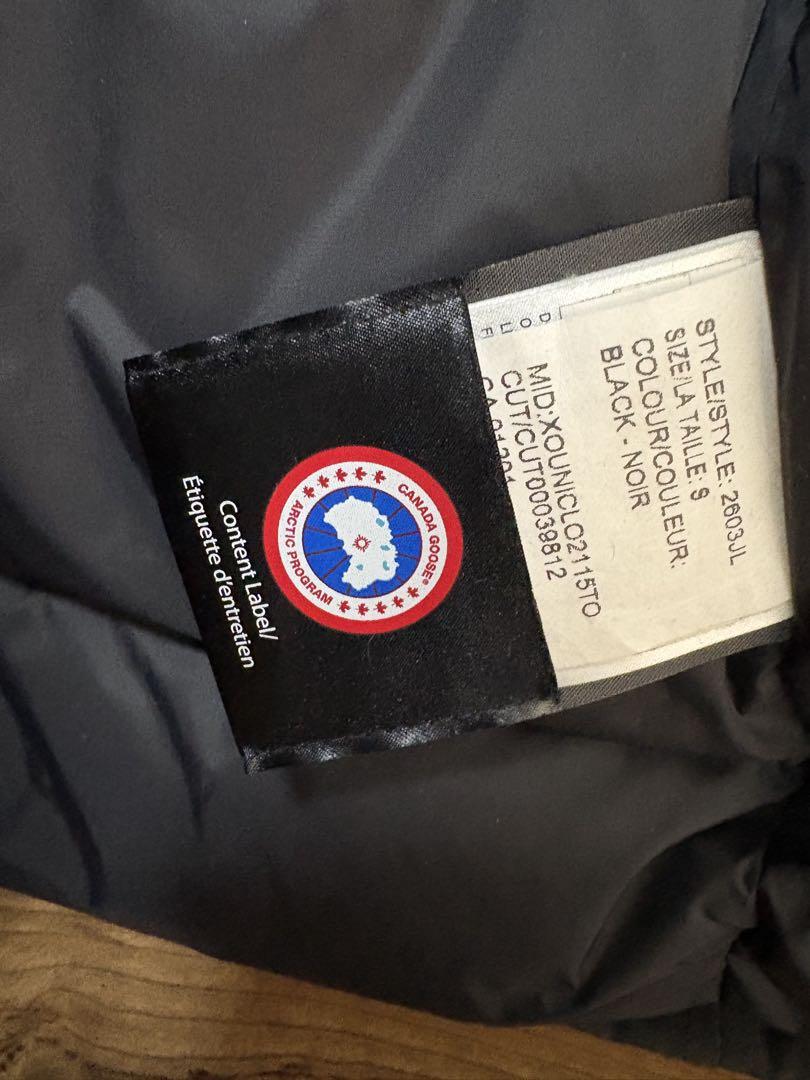 STYLE/STYLE: 2603JL
SIZE/LA TAILLE: S
COLOUR/COULEUR:
BLACK - NOIR
MID:XOUNICLO2115TO
CUT/CUT00039812
CANADA GOOSE®
ARCTIC PROGRAM
Content Label/
Étiquette d'entretien